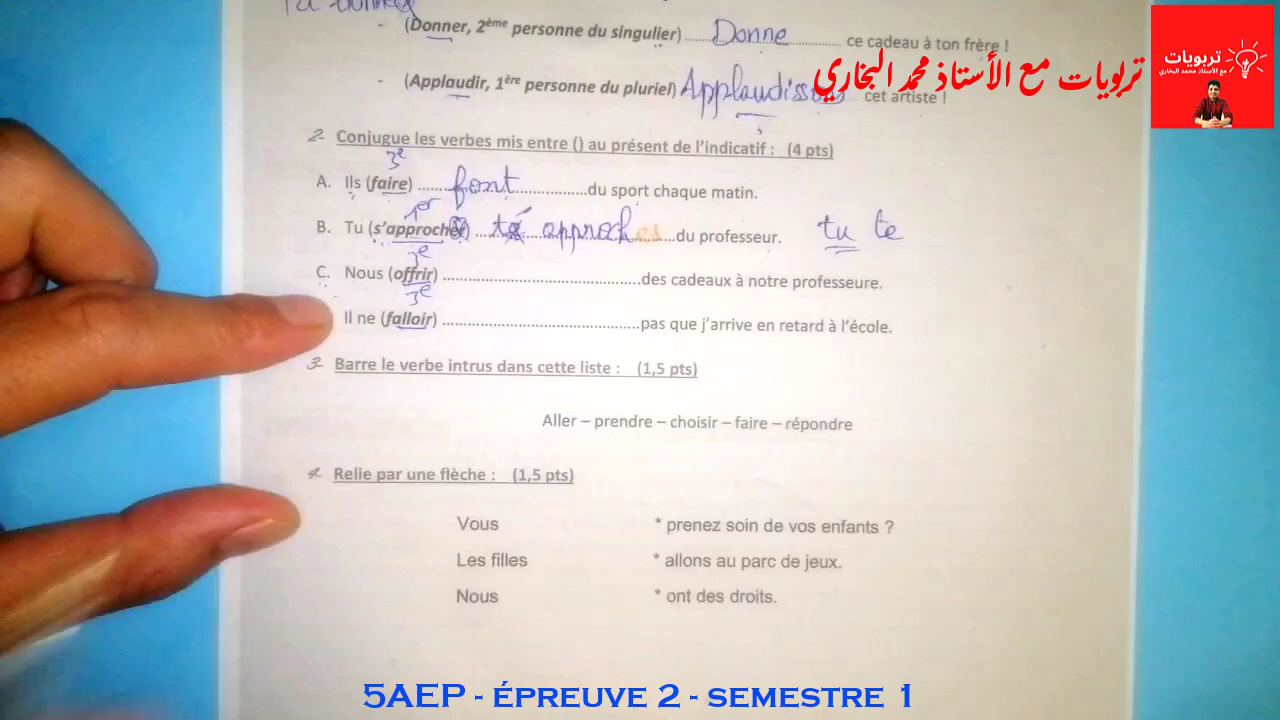 - (Donner, 2ème personne du singulier) ........ Donne .............. ce cadeau à ton frère !
- (Applaudir, 1ère personne du pluriel) Applaudissons cet artiste !
تربويات مع الأستاذ محمد البخاري
تربويات
مع الأستاذ محمد البخاري
2- Conjugue les verbes mis entre () au présent de l'indicatif : (4 pts)
3e
A. Ils (faire) ........ font ................du sport chaque matin.
1er
B. Tu (s'approcher) .... t' approches ...du professeur. tu te
3e
C. Nous (offrir) ..........................................des cadeaux à notre professeure.
3e
Il ne (falloir) ..........................................pas que j'arrive en retard à l'école.
3- Barre le verbe intrus dans cette liste : (1,5 pts)
Aller – prendre – choisir – faire – répondre
4- Relie par une flèche : (1,5 pts)
Vous * prenez soin de vos enfants ?
Les filles * allons au parc de jeux.
Nous * ont des droits.
5AEP - épreuve 2 - semestre 1